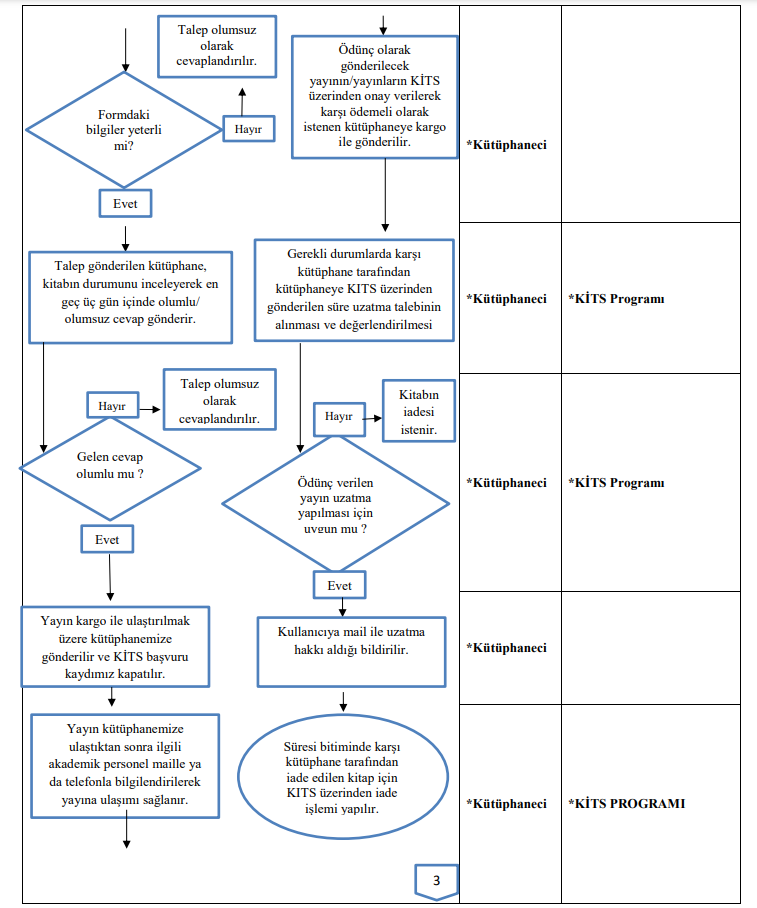 Talep olumsuz
olarak
cevaplandırılır.
Formdaki
bilgiler yeterli
mi?
Hayır
Evet
Talep gönderilen kütüphane,
kitabın durumunu inceleyerek en
geç üç gün içinde olumlu/
olumsuz cevap gönderir.
Talep olumsuz
olarak
cevaplandırılır.
Hayır
Gelen cevap
olumlu mu ?
Evet
Yayın kargo ile ulaştırılmak
üzere kütüphanemize
gönderilir ve KİTS başvuru
kaydımız kapatılır.
Yayın kütüphanemize
ulaştıktan sonra ilgili
akademik personel maille ya
da telefonla bilgilendirilerek
yayına ulaşımı sağlanır.
Ödünç olarak
gönderilecek
yayının/yayınların KİTS
üzerinden onay verilerek
karşı ödemeli olarak
istenen kütüphaneye kargo
ile gönderilir.
Gerekli durumlarda karşı
kütüphane tarafından
kütüphaneye KITS üzerinden
gönderilen süre uzatma talebinin
alınması ve değerlendirilmesi
Hayır
Kitabın
iadesi
istenir.
Ödünç verilen
yayın uzatma
yapılması için
uygun mu ?
Evet
Kullanıcıya mail ile uzatma
hakkı aldığı bildirilir.
Süresi bitiminde karşı
kütüphane tarafından
iade edilen kitap için
KITS üzerinden iade
işlemi yapılır.
3
*Kütüphaneci
*Kütüphaneci
*KİTS Programı
*Kütüphaneci
*KİTS Programı
*Kütüphaneci
*Kütüphaneci
*KİTS PROGRAMI